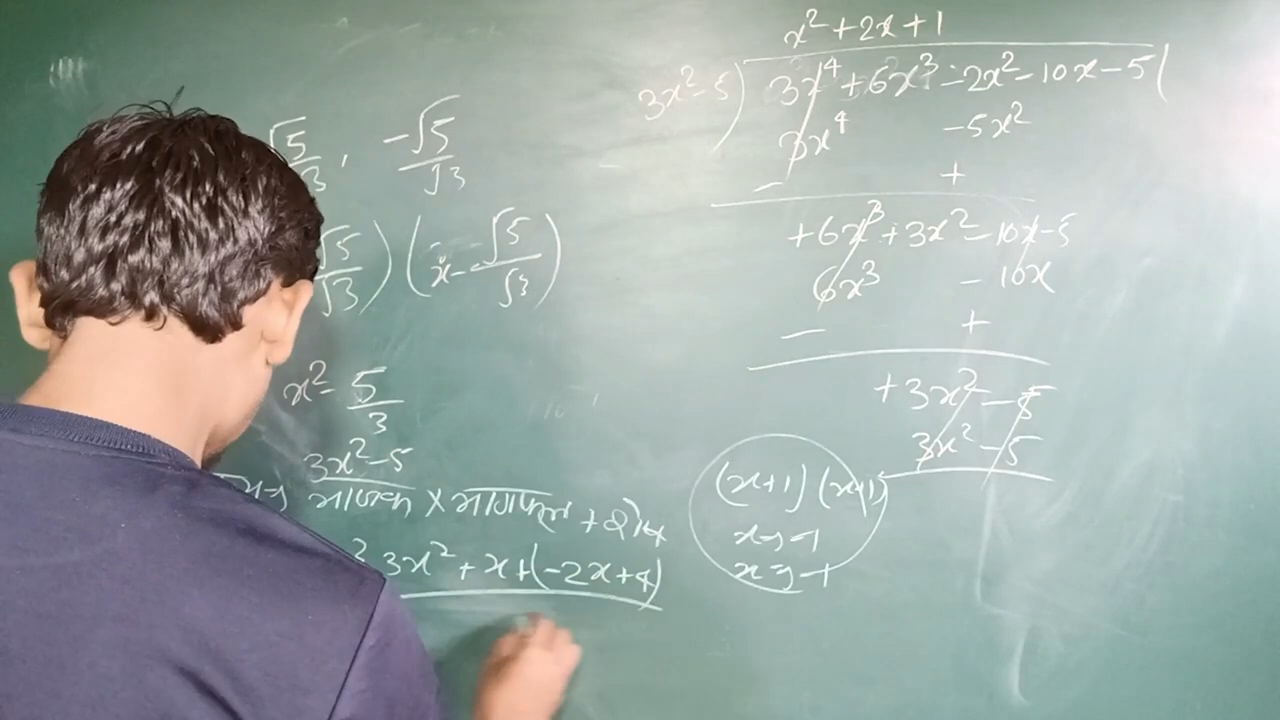 √5/√3, -√5/√3
√5/√3) (x - √5/√3)
x² - 5/3
3x² - 5
भाजक × भागफल + शेष
3x² + x + (-2x+4)
x² + 2x + 1
3x² - 5) 3x⁴ + 6x³ - 2x² - 10x - 5(
3x⁴ - 5x²
- +
+6x³ + 3x² - 10x - 5
6x³ - 10x
- +
+3x² - 5
3x² - 5
(x+1) (x+1)
x = -1
x = -1